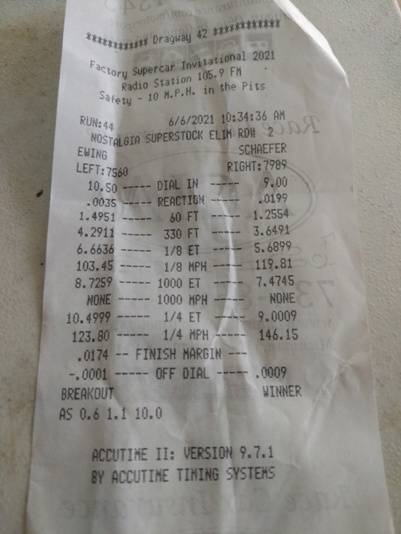 ************ Dragway 42 ************
Factory Supercar Invitational 2021
Radio Station 105.9 FM
Safety - 10 M.P.H. in the Pits
RUN:44 6/6/2021 10:34:36 AM
NOSTALGIA SUPERSTOCK ELIM RD# 2
EWING SCHAEFER
LEFT:7560 RIGHT:7989
10.50 ----- DIAL IN ----- 9.00
.0035 ----- REACTION ----- .0199
1.4951 ----- 60 FT ----- 1.2554
4.2911 ----- 330 FT ----- 3.6491
6.6636 ----- 1/8 ET ----- 5.6899
103.45 ----- 1/8 MPH ----- 119.81
8.7259 ----- 1000 ET ----- 7.4745
NONE ----- 1000 MPH ----- NONE
10.4999 ----- 1/4 ET ----- 9.0009
123.80 ----- 1/4 MPH ----- 146.15
.0174 -- FINISH MARGIN ---
-.0001 ----- OFF DIAL ----- .0009
BREAKOUT WINNER
AS 0.6 1.1 10.0
ACCUTIME II: VERSION 9.7.1
BY ACCUTIME TIMING SYSTEMS